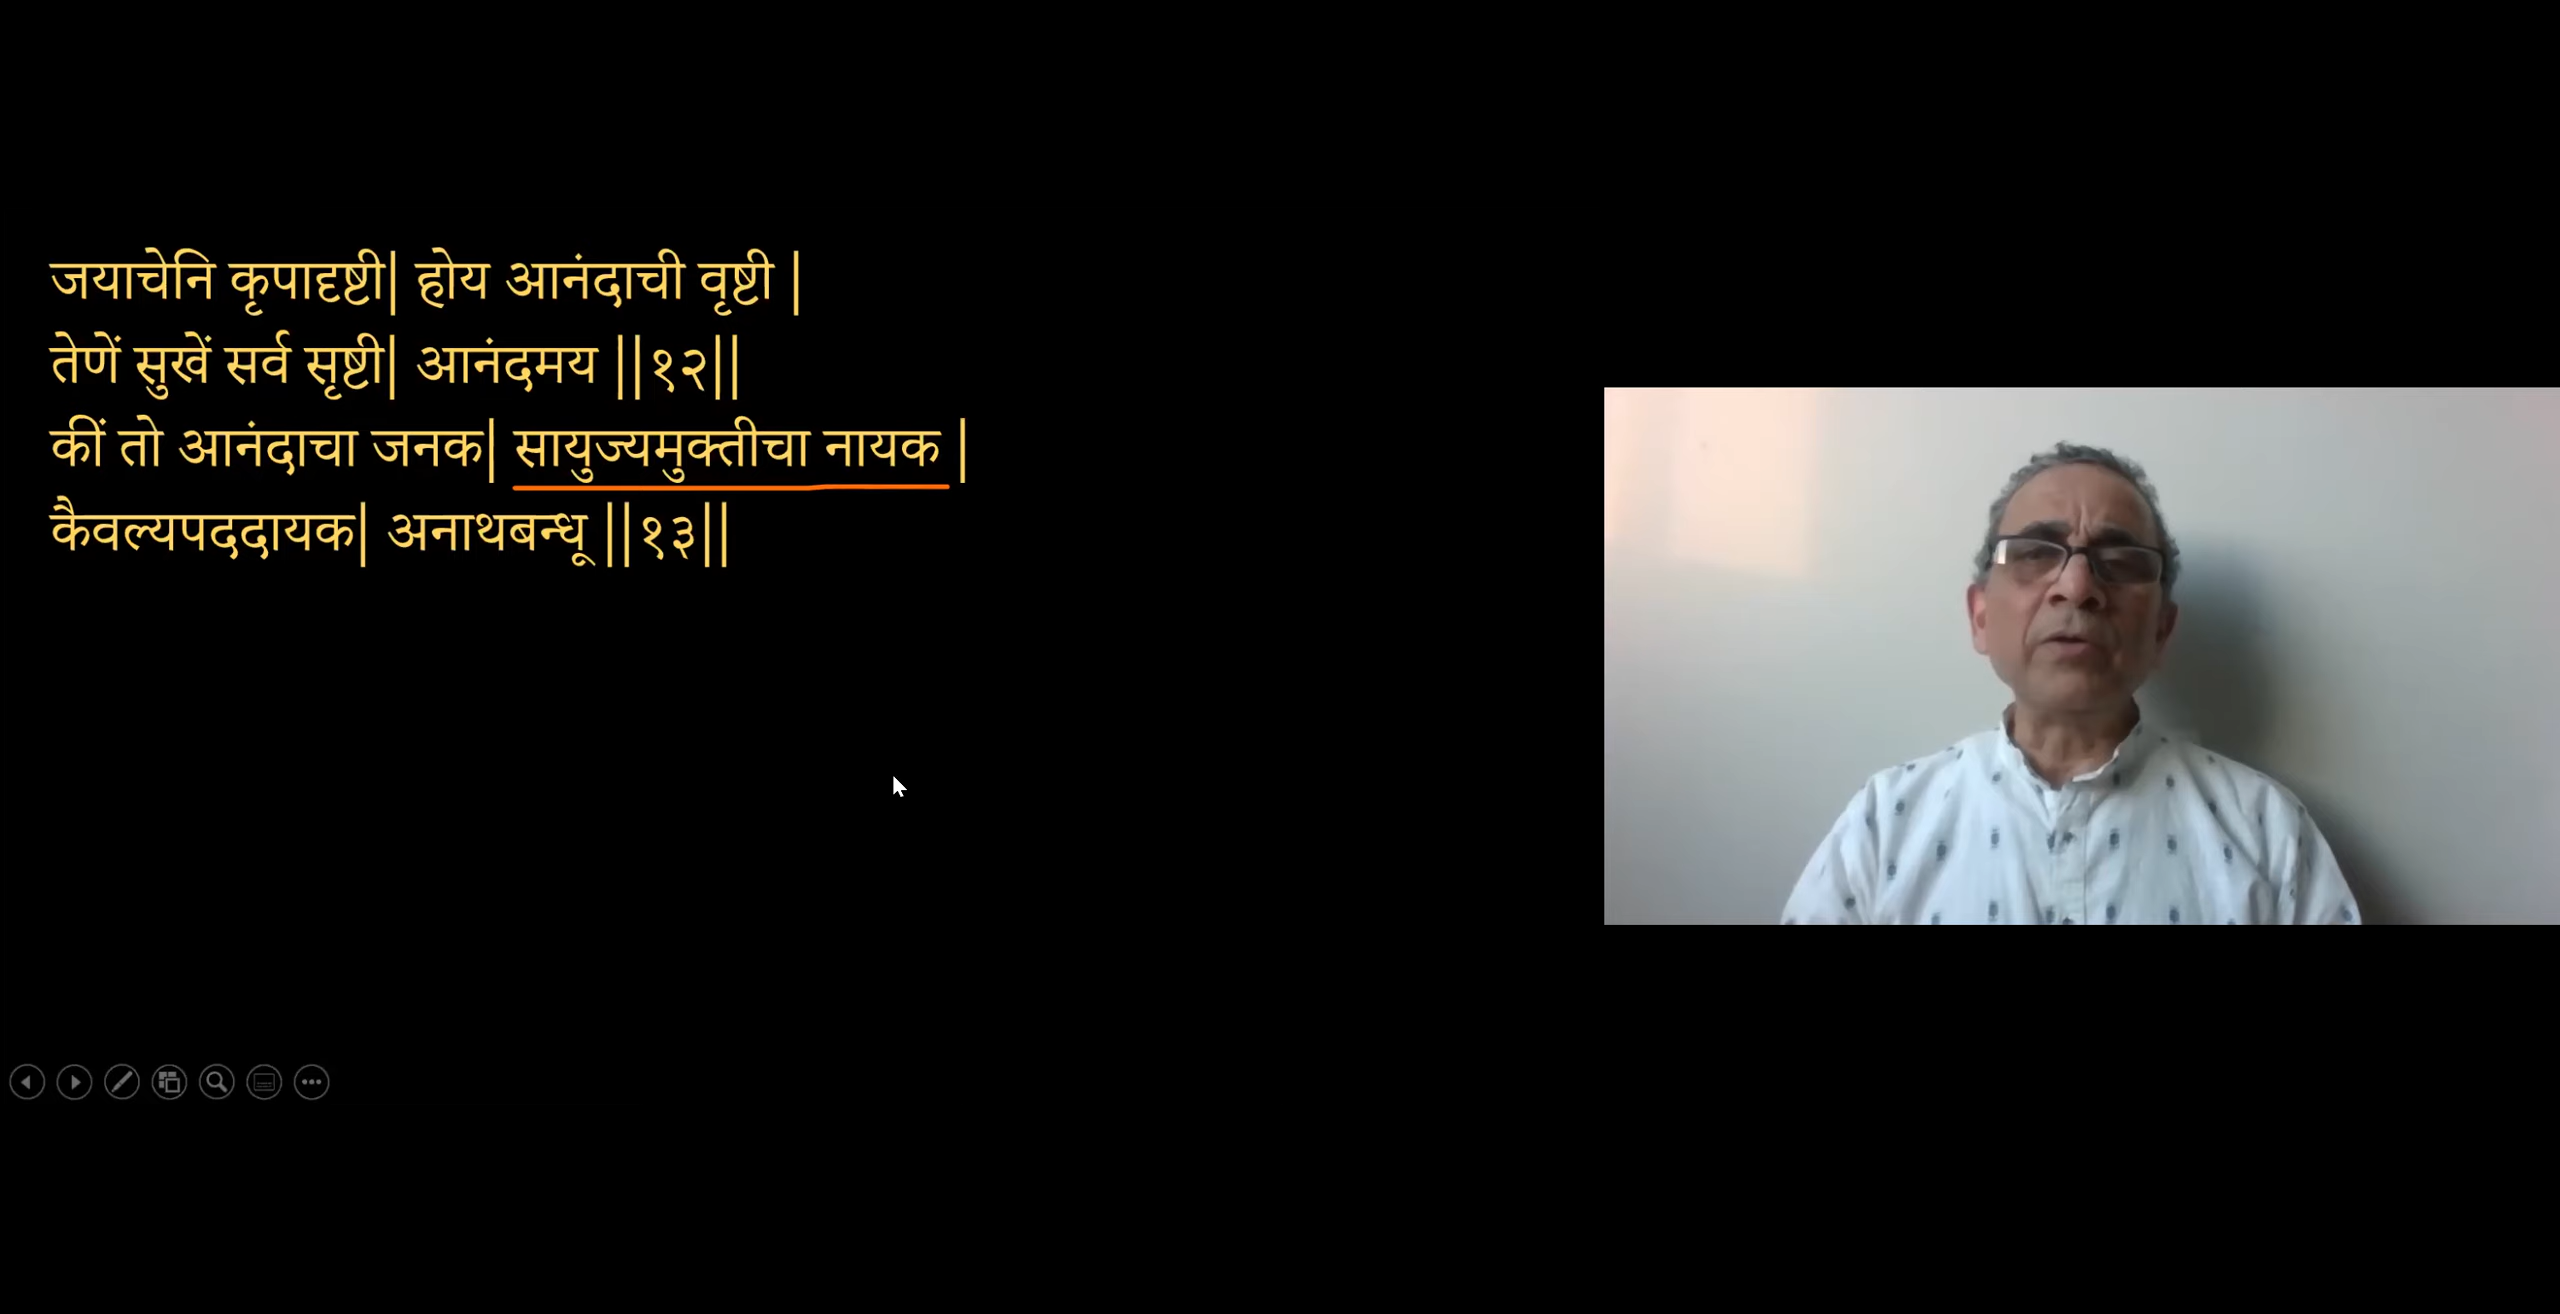 जयाचेनि कृपादृष्टी| होय आनंदाची वृष्टी |
तेणें सुखें सर्व सृष्टी| आनंदमय ||१२||
कीं तो आनंदाचा जनक| सायुज्यमुक्तीचा नायक |
कैवल्यपददायक| अनाथबन्धू ||१३||